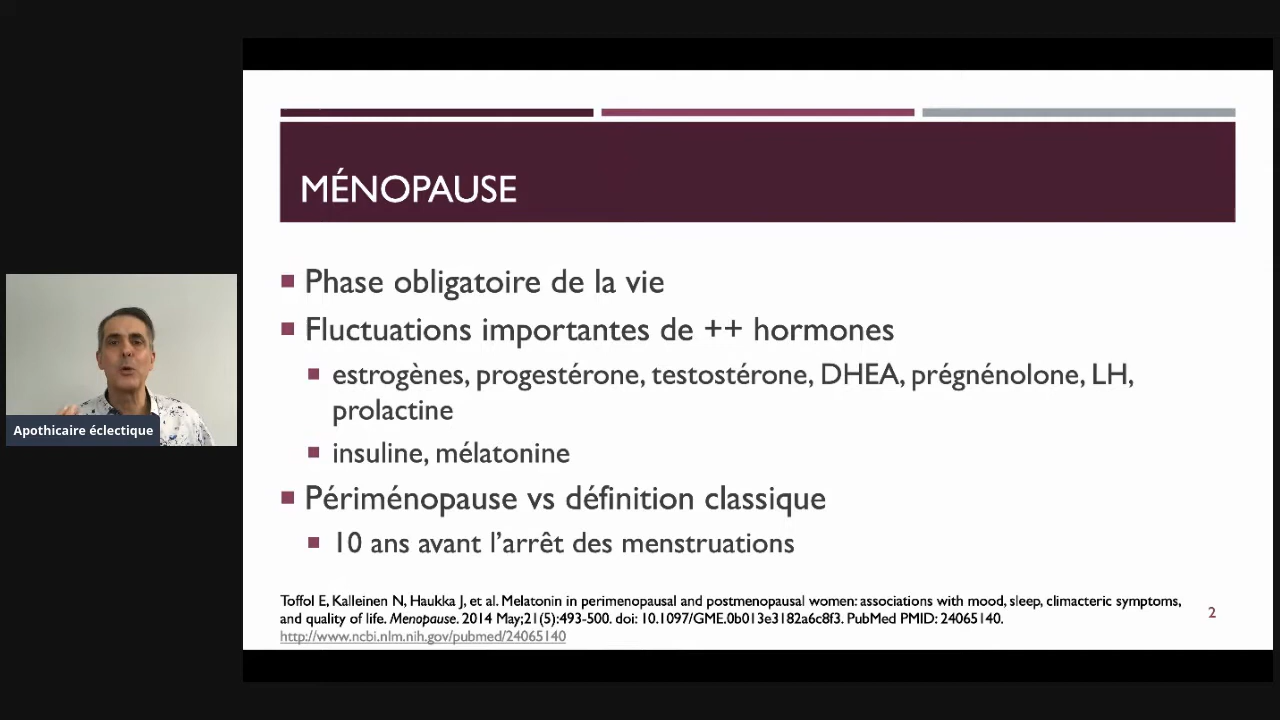 MÉNOPAUSE
Phase obligatoire de la vie
Fluctuations importantes de ++ hormones
estrogènes, progestérone, testostérone, DHEA, prégnénolone, LH,
prolactine
insuline, mélatonine
Périménopause vs définition classique
10 ans avant l'arrêt des menstruations
Toffol E, Kalleinen N, Haukka J, et al. Melatonin in perimenopausal and postmenopausal women: associations with mood, sleep, climacteric symptoms,
and quality of life. Menopause. 2014 May;21(5):493-500. doi: 10.1097/GME.0b013e3182a6c8f3. PubMed PMID: 24065140.
http://www.ncbi.nlm.nih.gov/pubmed/24065140
2
Apothicaire éclectique